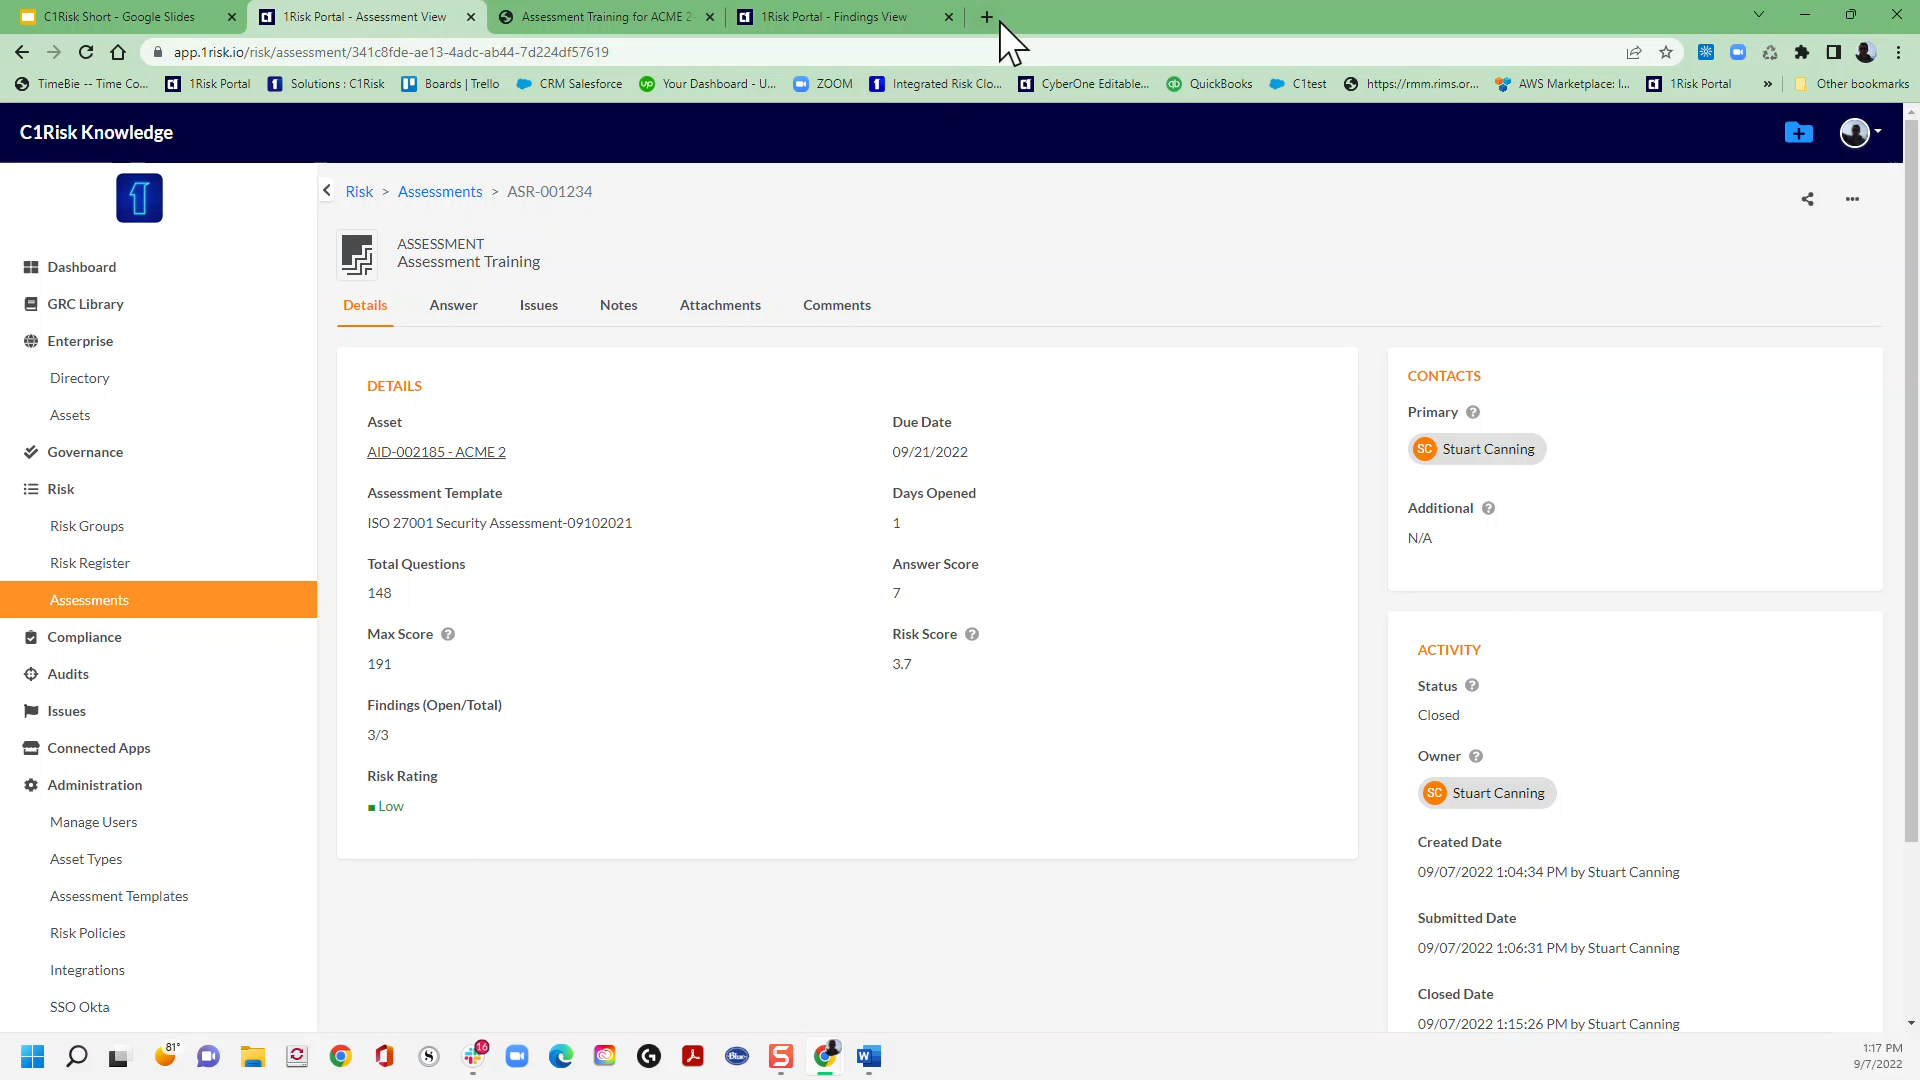 C1Risk Short - Google Slides
1Risk Portal - Assessment View
Assessment Training for ACME 2-
1Risk Portal - Findings View
app.1risk.io/risk/assessment/341c8fde-ae13-4adc-ab44-7d224df57619
TimeBie -- Time Co...
1Risk Portal
Solutions : C1Risk
Boards | Trello
CRM Salesforce
Your Dashboard - U...
ZOOM
Integrated Risk Clo...
CyberOne Editable...
QuickBooks
C1test
https://rmm.rims.or...
AWS Marketplace: I...
1Risk Portal
»
Other bookmarks
C1Risk Knowledge
Dashboard
GRC Library
Enterprise
Directory
Assets
Governance
Risk
Risk Groups
Risk Register
Assessments
Compliance
Audits
Issues
Connected Apps
Administration
Manage Users
Asset Types
Assessment Templates
Risk Policies
Integrations
SSO Okta
Risk > Assessments > ASR-001234
ASSESSMENT
Assessment Training
Details
Answer
Issues
Notes
Attachments
Comments
DETAILS
Asset
AID-002185 - ACME 2
Due Date
09/21/2022
Assessment Template
ISO 27001 Security Assessment-09102021
Days Opened
1
Total Questions
148
Answer Score
7
Max Score
191
Risk Score
3.7
Findings (Open/Total)
3/3
Risk Rating
Low
CONTACTS
Primary
SC Stuart Canning
Additional
N/A
ACTIVITY
Status
Closed
Owner
SC Stuart Canning
Created Date
09/07/2022 1:04:34 PM by Stuart Canning
Submitted Date
09/07/2022 1:06:31 PM by Stuart Canning
Closed Date
09/07/2022 1:15:26 PM by Stuart Canning
81°
16
1:17 PM
9/7/2022